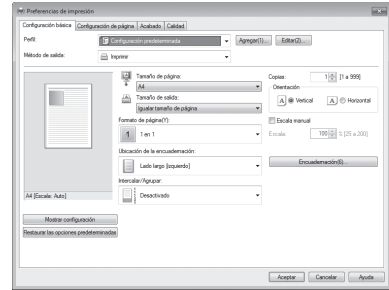 Preferencias de impresión
Configuración básica Configuración de página Acabado Calidad
Perfil: Configuración predeterminada Agregar(1)... Editar(2)...
Método de salida: Imprimir
Tamaño de página: Copias: 1 [1 a 999]
A4 Orientación
Tamaño de salida: A Vertical A Horizontal
Igualar tamaño de página
Formato de página(Y): Escala manual
1 1 en 1 Escala: 100 % [25 a 200]
Ubicación de la encuadernación:
Lado largo [izquierdo] Encuadernación(6)...
Intercalar/Agrupar:
Desactivado
A4 [Escala: Auto]
Mostrar configuración
Restaurar las opciones predeterminadas
Aceptar Cancelar Ayuda